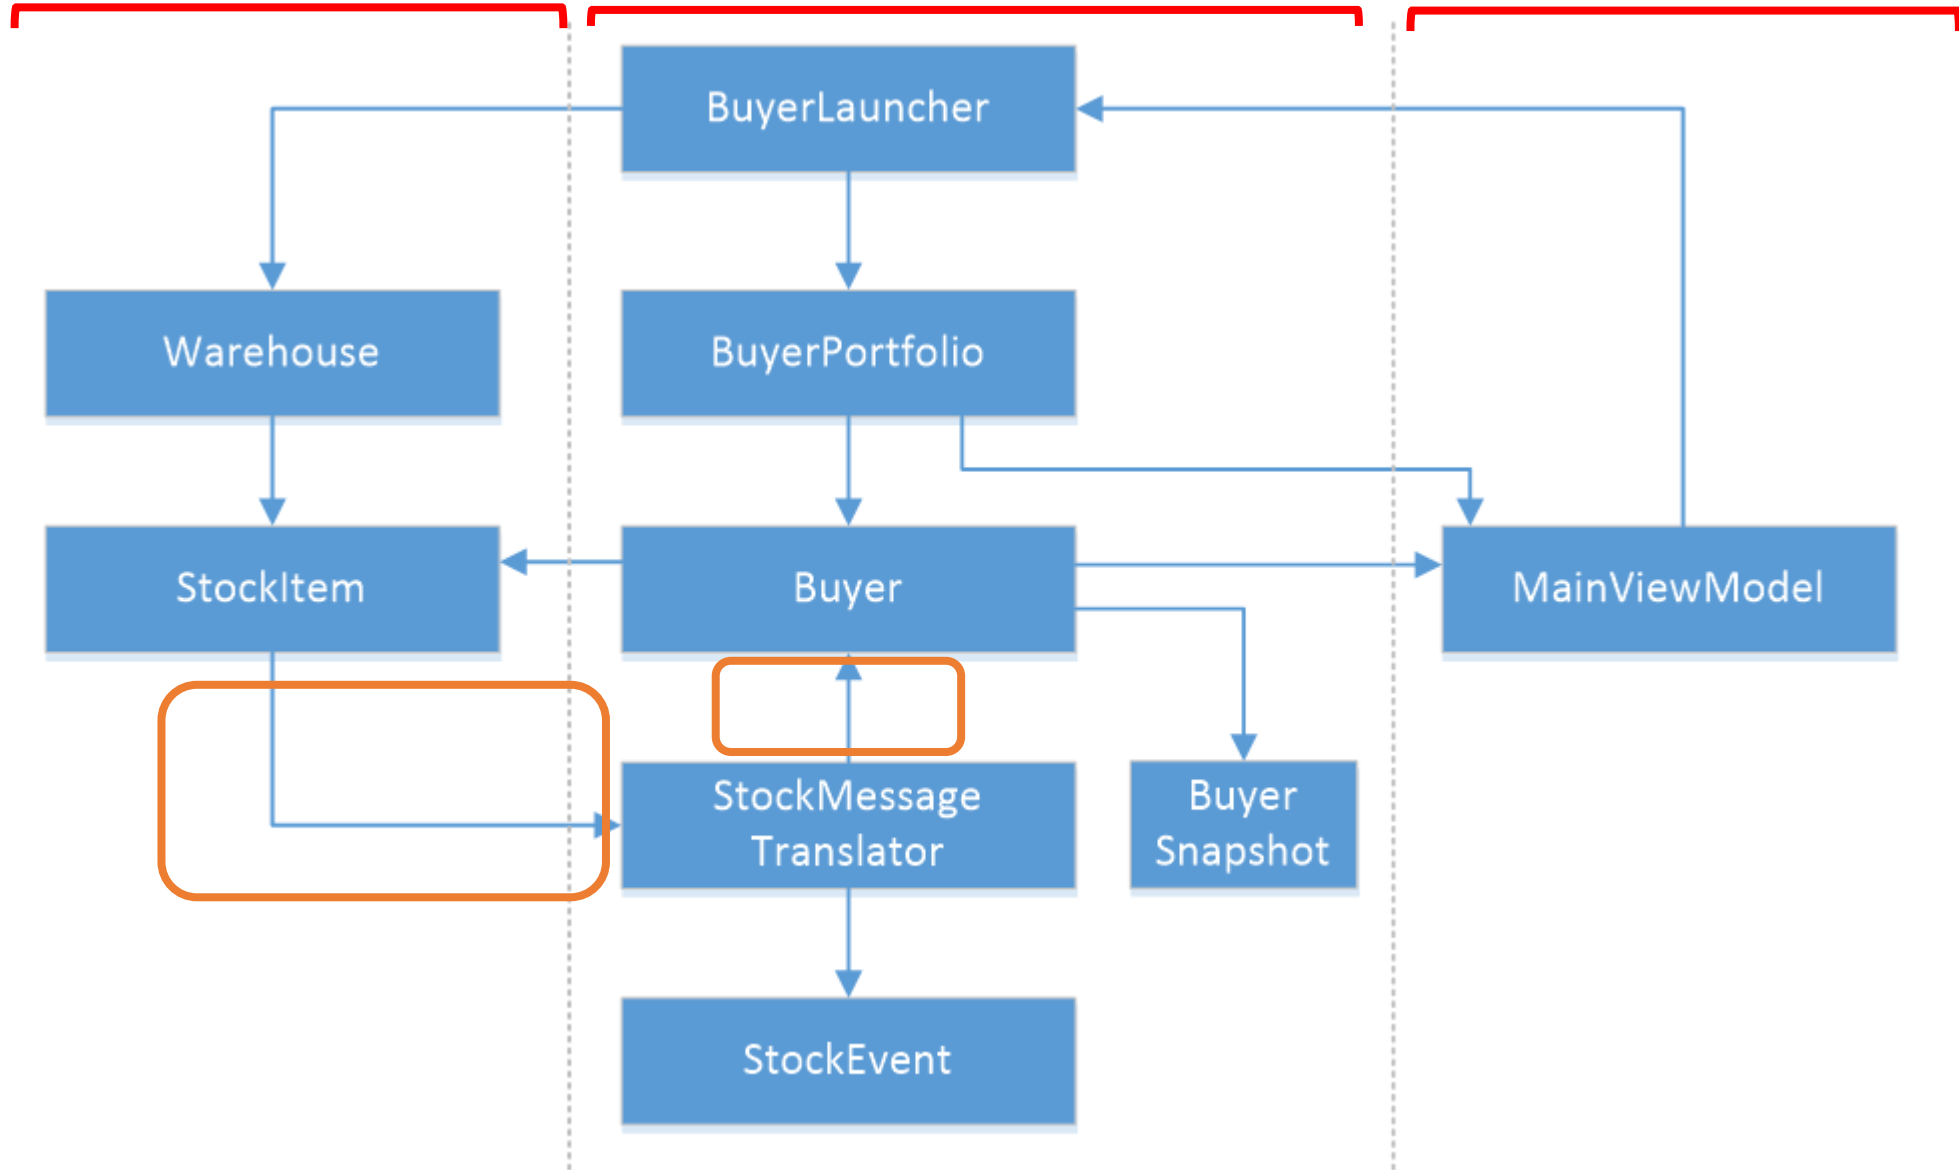 BuyerLauncher
Warehouse
BuyerPortfolio
StockItem
Buyer
MainViewModel
StockMessage
Translator
Buyer
Snapshot
StockEvent